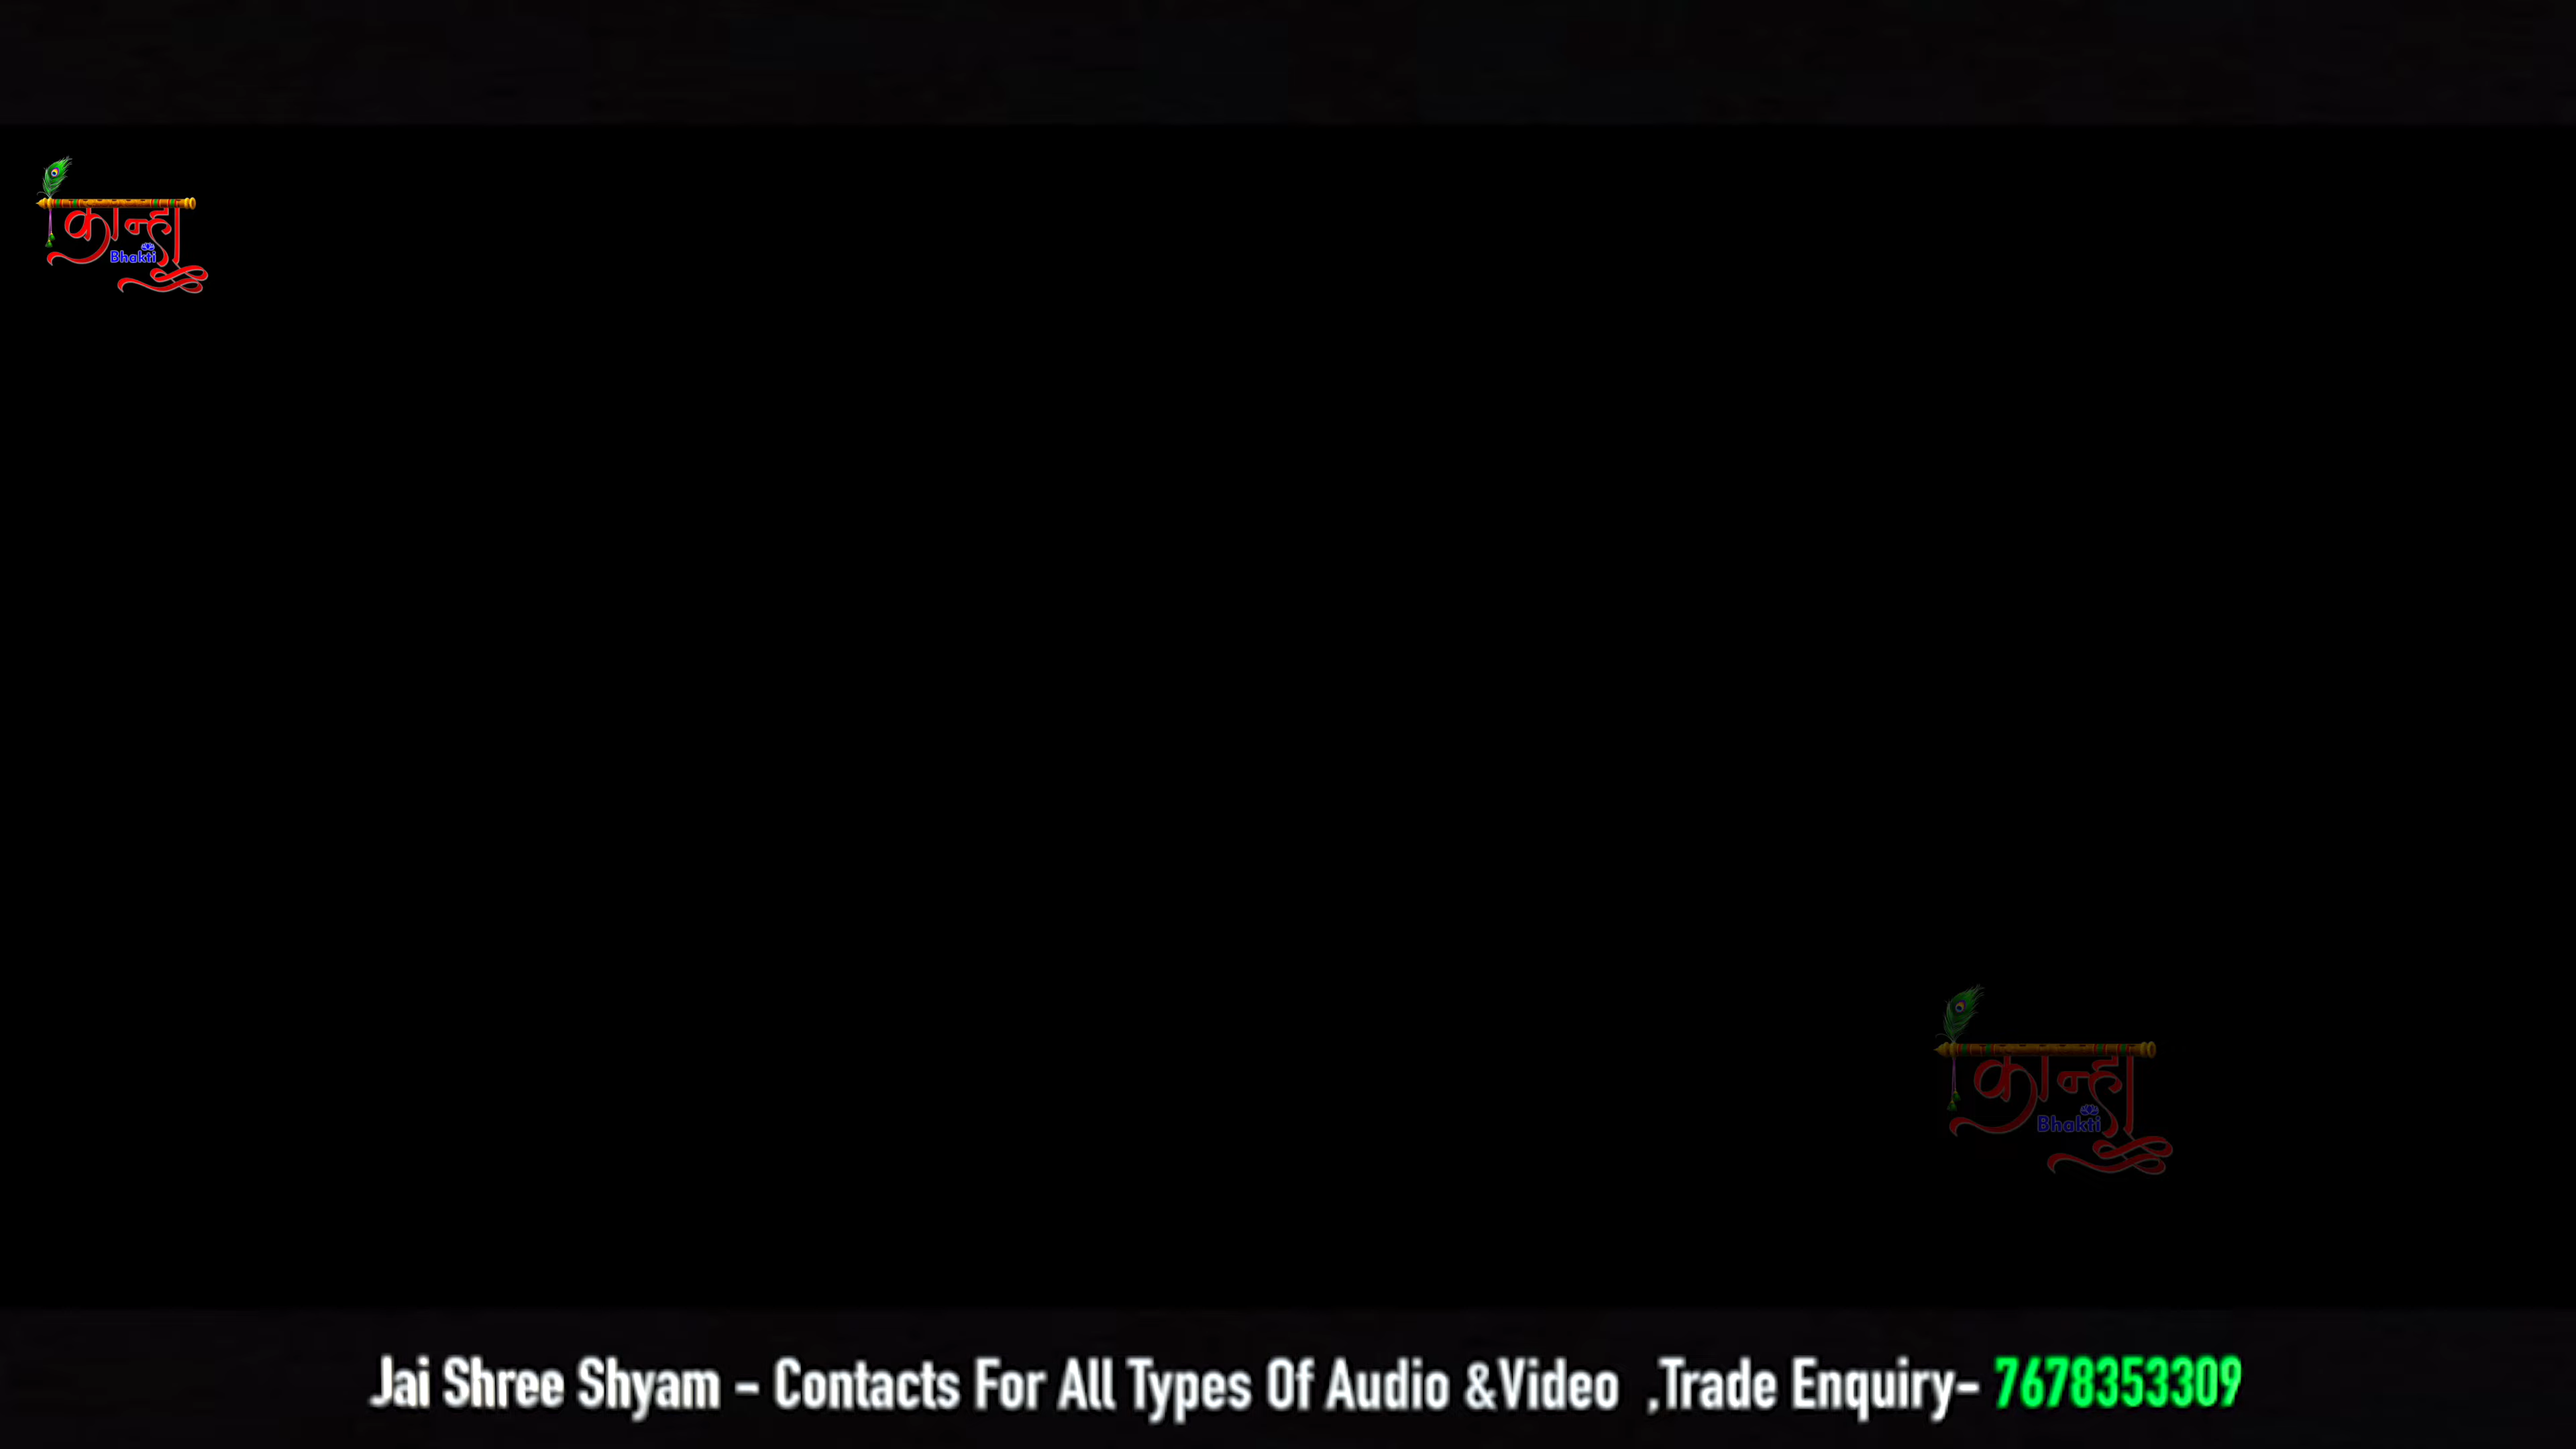 कान्हा
Bhakti
कान्हा
Bhakti
Jai Shree Shyam - Contacts For All Types Of Audio &Video ,Trade Enquiry- 7678353309